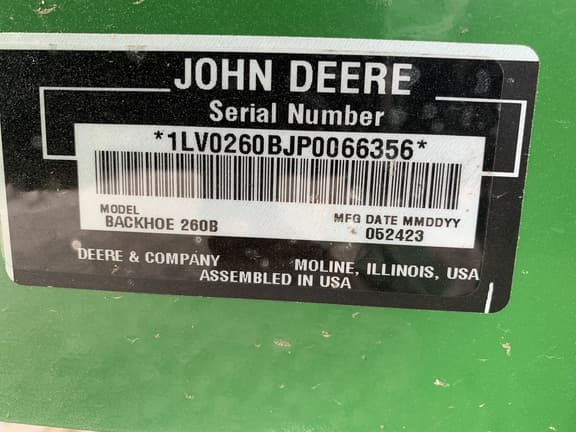 JOHN DEERE
Serial Number
*1LV0260BJP0066356*
MODEL
BACKHOE 260B
MFG DATE MMDDYY
052423
DEERE & COMPANY MOLINE, ILLINOIS, USA
ASSEMBLED IN USA